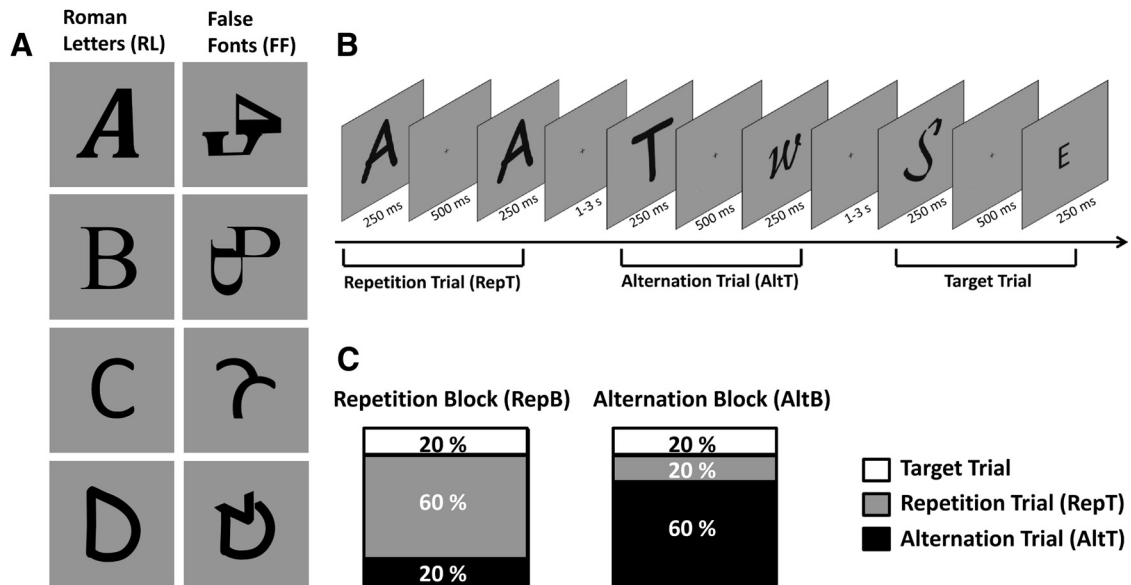 A
Roman
Letters (RL)
False
Fonts (FF)
A
B
C
D
B
A
A
T
W
S
E
250 ms
500 ms
250 ms
1-3 s
250 ms
500 ms
250 ms
1-3 s
250 ms
500 ms
250 ms
Repetition Trial (RepT)
Alternation Trial (AltT)
Target Trial
C
Repetition Block (RepB)
Alternation Block (AltB)
20 %
60 %
20 %
20 %
20 %
60 %
Target Trial
Repetition Trial (RepT)
Alternation Trial (AltT)